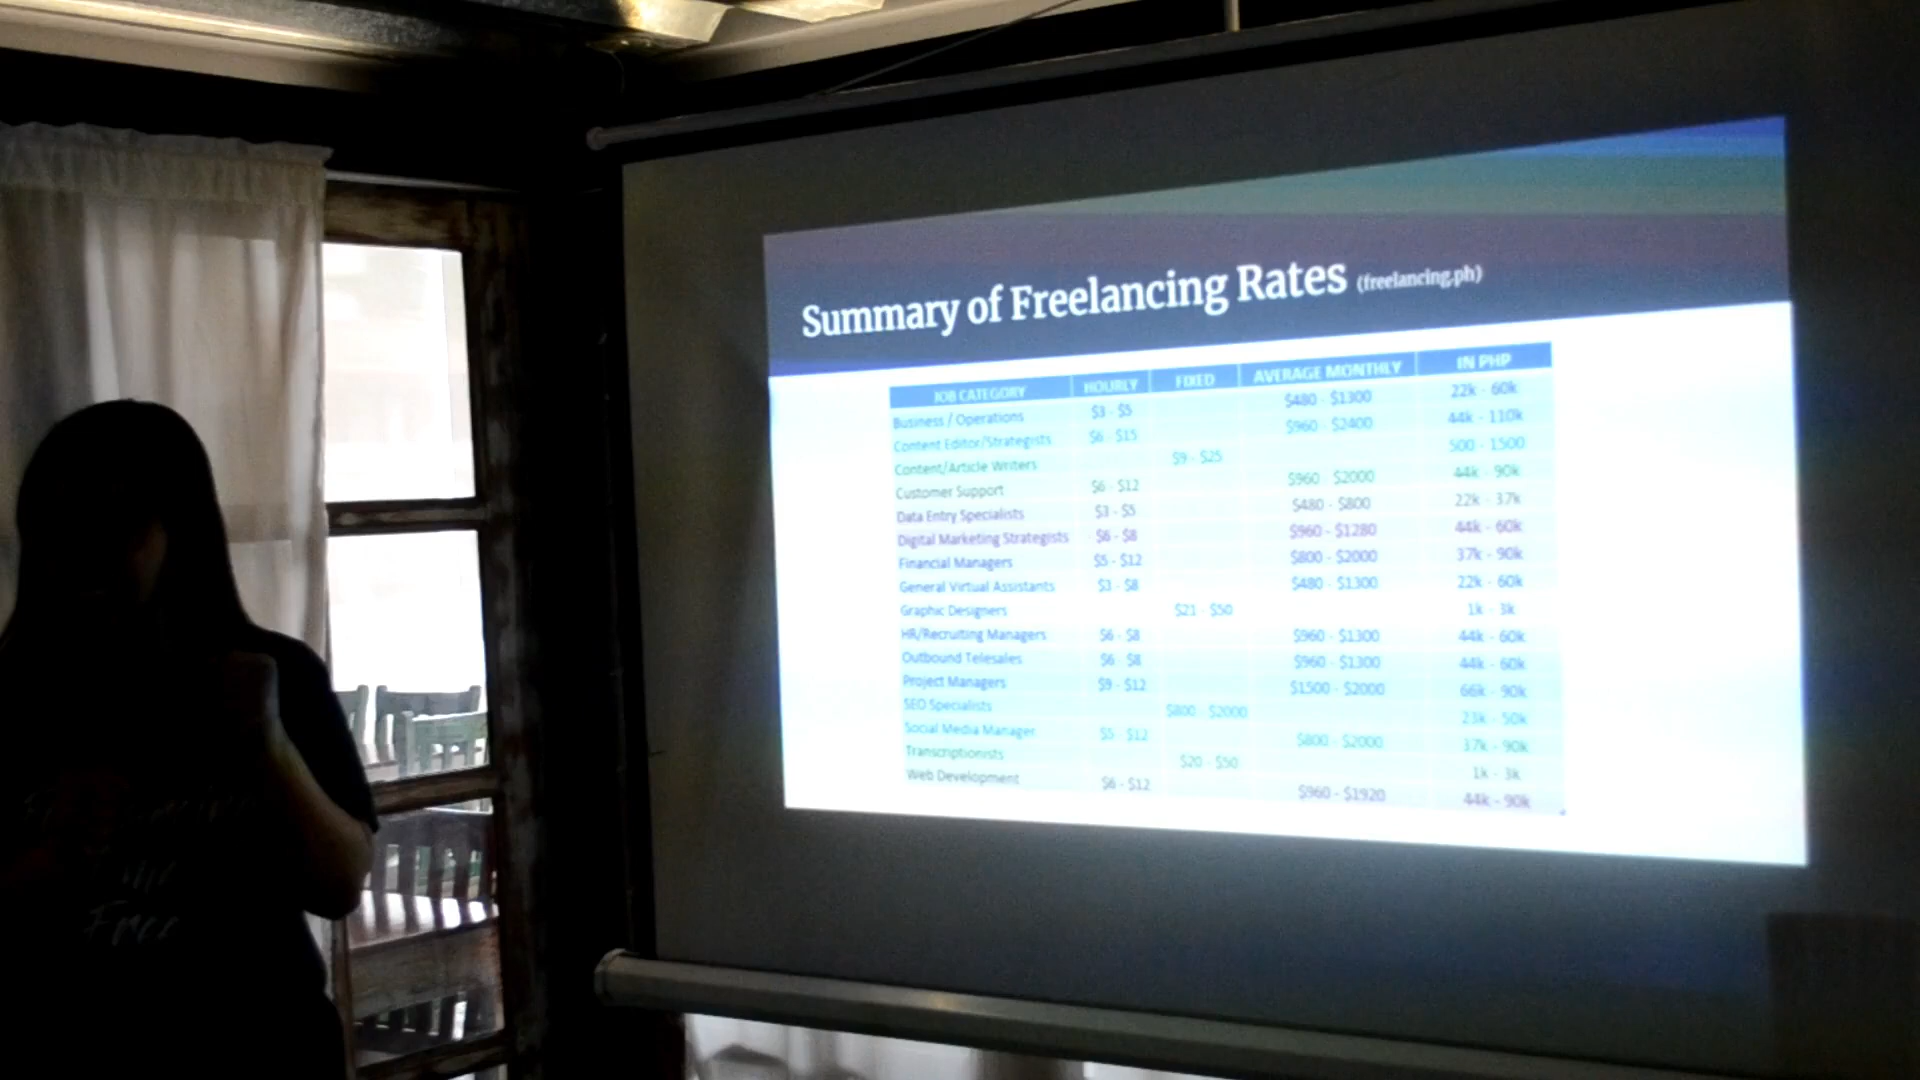 Summary of Freelancing Rates (freelancing.ph)
JOB CATEGORY HOURLY FIXED AVERAGE MONTHLY IN PHP
Business / Operations $3 - $5 $480 - $1300 22k - 60k
Content Editor/Strategists $6 - $15 $960 - $2400 44k - 110k
Content/Article Writers $9 - $25 500 - 1500
Customer Support $6 - $12 $960 - $2000 44k - 90k
Data Entry Specialists $3 - $5 $480 - $800 22k - 37k
Digital Marketing Strategists $6 - $8 $960 - $1280 44k - 60k
Financial Managers $5 - $12 $800 - $2000 37k - 90k
General Virtual Assistants $3 - $8 $480 - $1300 22k - 60k
Graphic Designers $21 - $50 1k - 3k
HR/Recruiting Managers $6 - $8 $960 - $1300 44k - 60k
Outbound Telesales $6 - $8 $960 - $1300 44k - 60k
Project Managers $9 - $12 $1500 - $2000 66k - 90k
SEO Specialists $800 - $2000 23k - 50k
Social Media Manager $5 - $12 $800 - $2000 37k - 90k
Transcriptionists $20 - $50 1k - 3k
Web Development $6 - $12 $960 - $1920 44k - 90k
Free